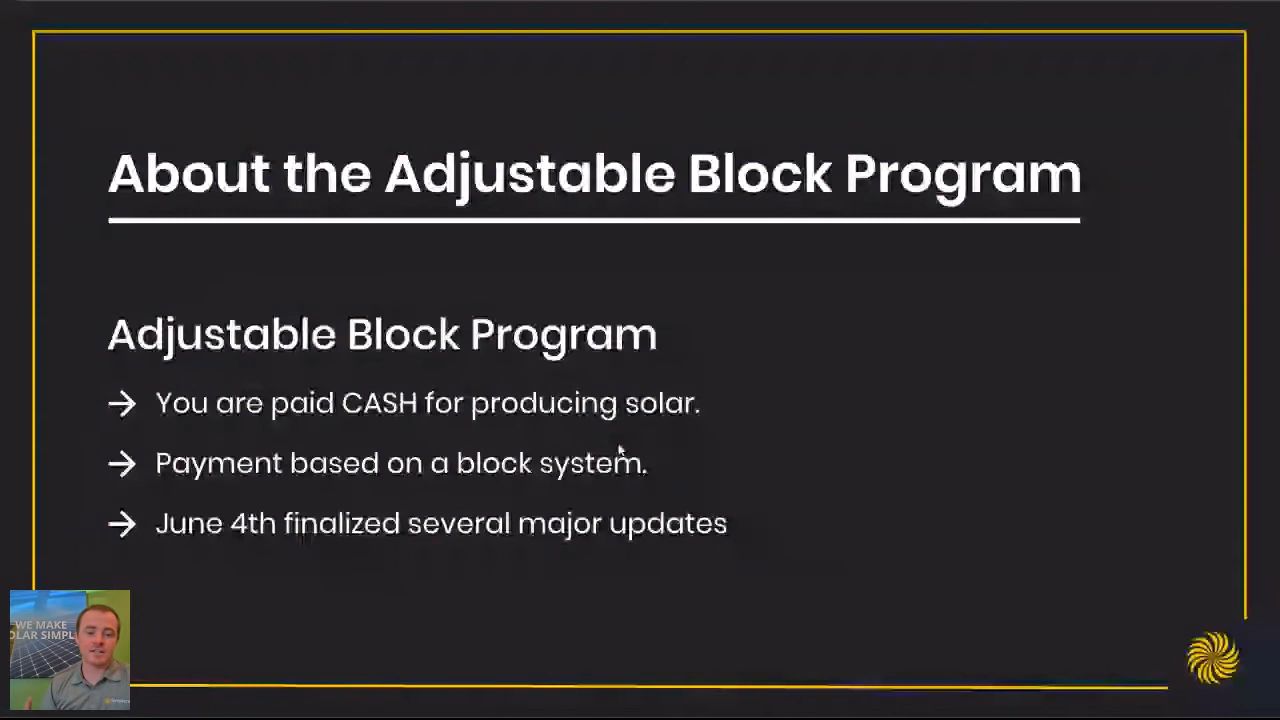 About the Adjustable Block Program
Adjustable Block Program
→ You are paid CASH for producing solar.
→ Payment based on a block system.
→ June 4th finalized several major updates
WE MAKE
SOLAR SIMPL